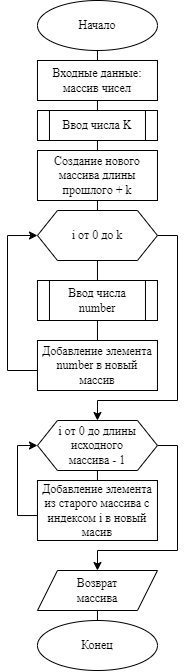 Начало
Входные данные:
массив чисел
Ввод числа K
Создание нового
массива длины
прошлого + k
i от 0 до k
Ввод числа
number
Добавление элемента
number в новый
массив
i от 0 до длины
исходного
массива - 1
Добавление элемента
из старого массива с
индексом i в новый
масив
Возврат
массива
Конец